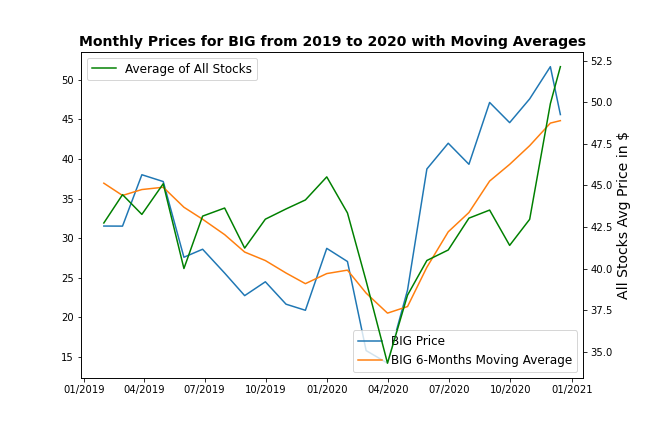 Monthly Prices for BIG from 2019 to 2020 with Moving Averages
Average of All Stocks
50
45
40
35
30
25
20
15
52.5
50.0
47.5
45.0
42.5
40.0
37.5
35.0
All Stocks Avg Price in $
BIG Price
BIG 6-Months Moving Average
01/2019 04/2019 07/2019 10/2019 01/2020 04/2020 07/2020 10/2020 01/2021